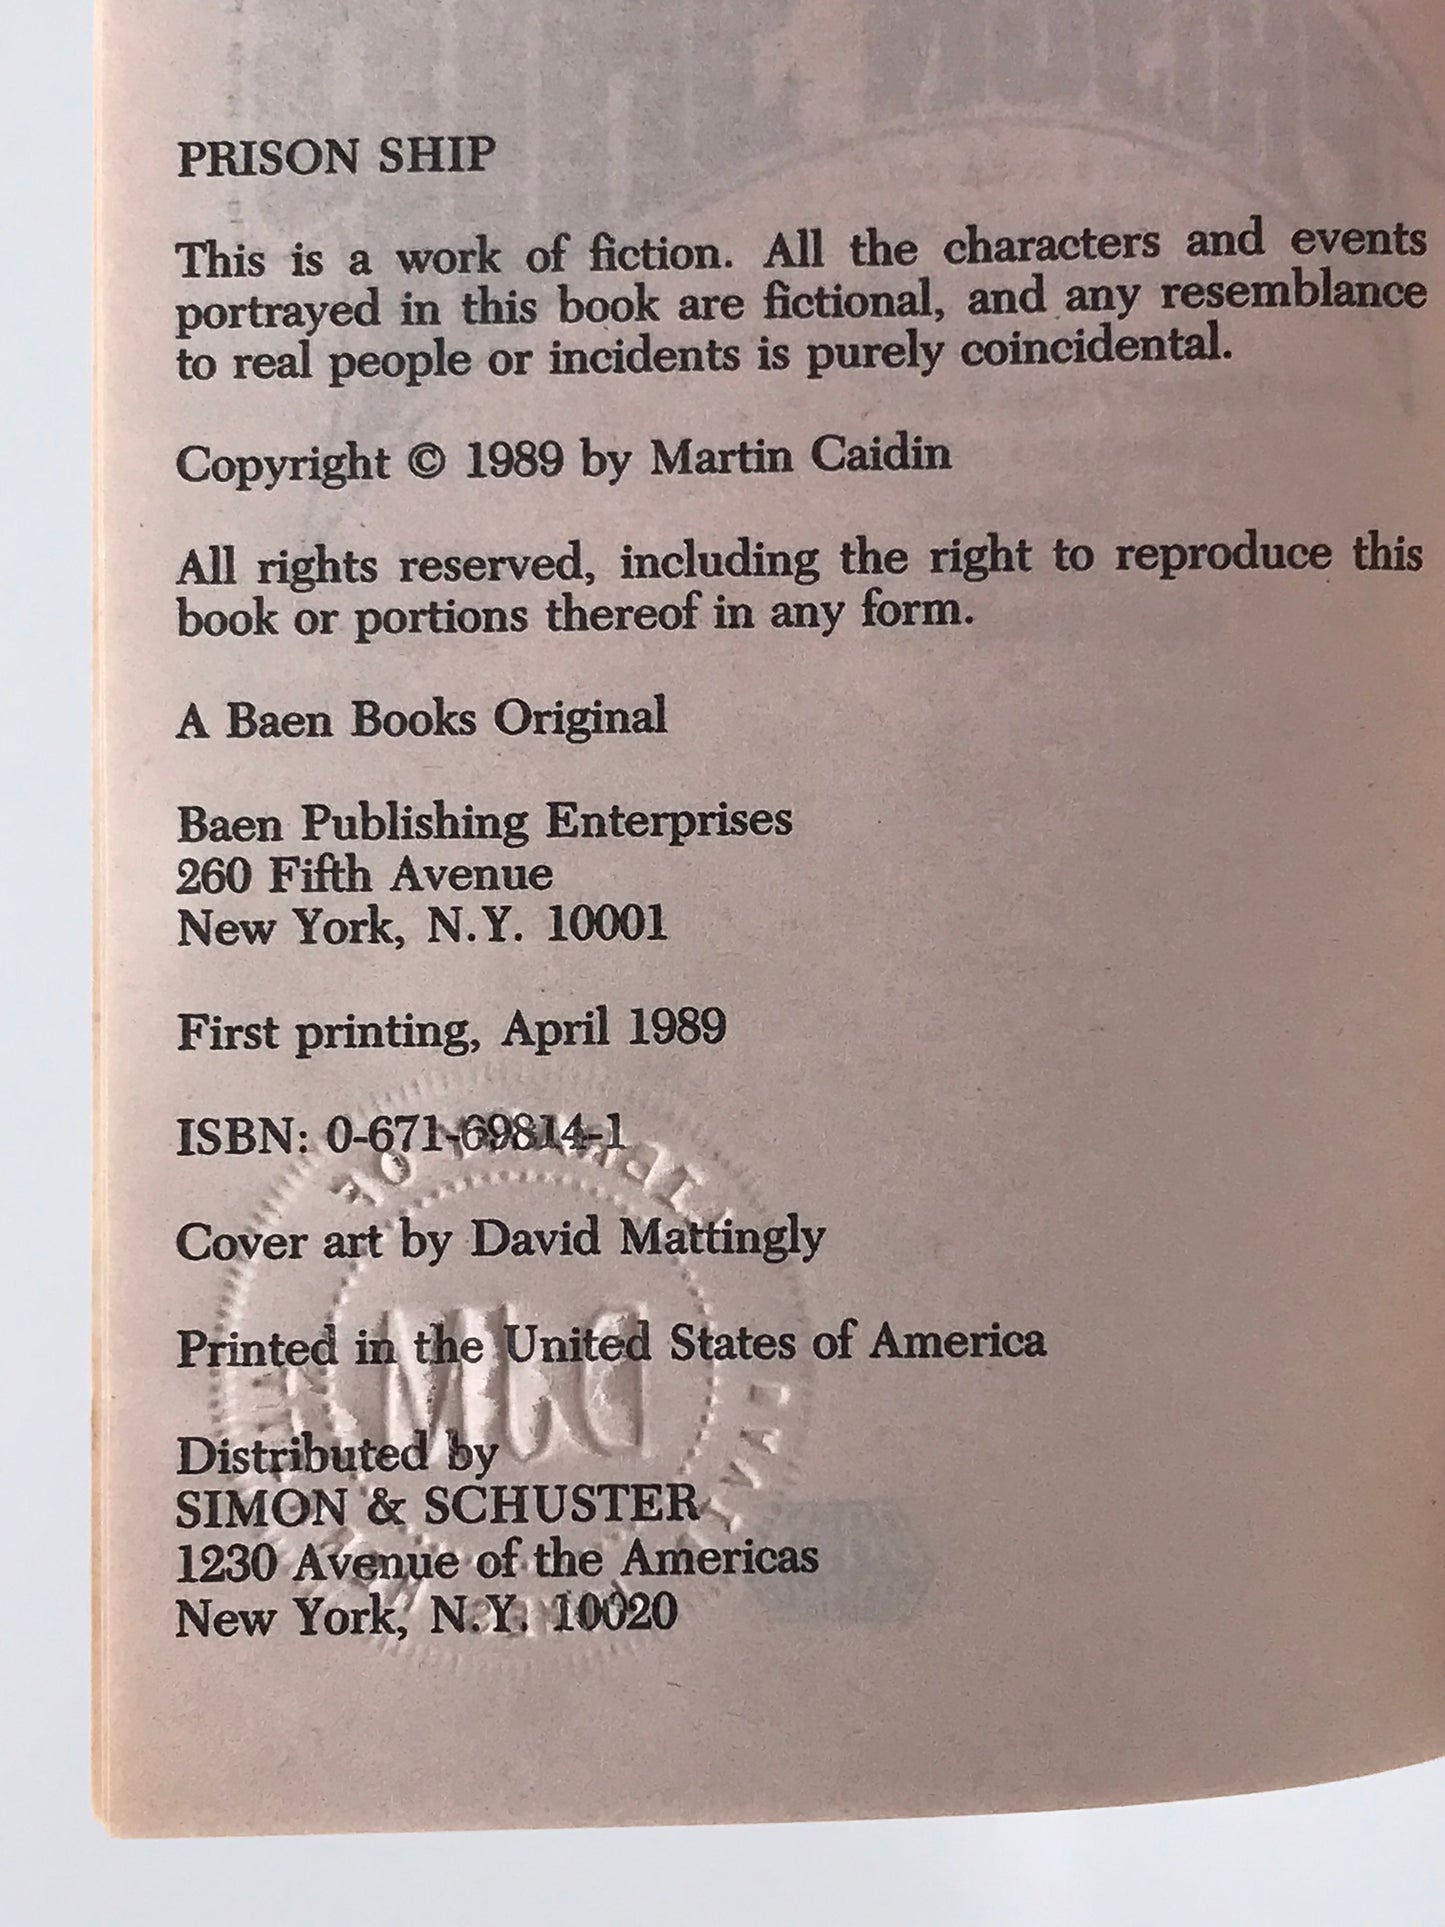 PRISON SHIP
This is a work of fiction. All the characters and events
portrayed in this book are fictional, and any resemblance
to real people or incidents is purely coincidental.
Copyright © 1989 by Martin Caidin
All rights reserved, including the right to reproduce this
book or portions thereof in any form.
A Baen Books Original
Baen Publishing Enterprises
260 Fifth Avenue
New York, N.Y. 10001
First printing, April 1989
ISBN: 0-671-69814-1
Cover art by David Mattingly
Printed in the United States of America
Distributed by
SIMON & SCHUSTER
1230 Avenue of the Americas
New York, N.Y. 10020